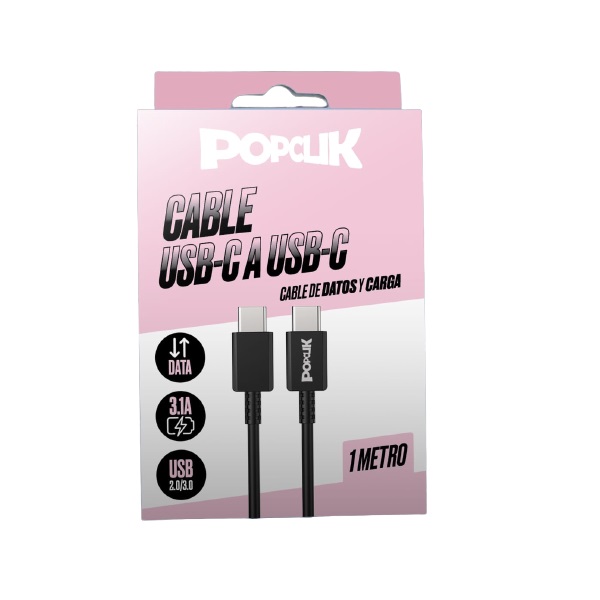 POPCLIK
CABLE
USB-C A USB-C
CABLE DE DATOS Y CARGA
POPCLIK
DATA
3.1A
USB
2.0/3.0
1 METRO